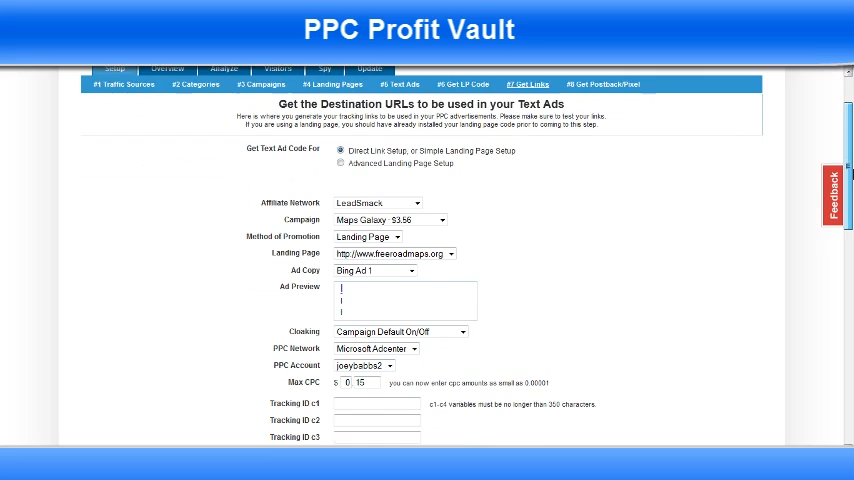 PPC Profit Vault
Setup Overview Analyze Visitors Spy Update
#1 Traffic Sources #2 Categories #3 Campaigns #4 Landing Pages #5 Text Ads #6 Get LP Code #7 Get Links #8 Get Postback/Pixel
Get the Destination URLs to be used in your Text Ads
Here is where you generate your tracking links to be used in your PPC advertisements. Please make sure to test your links.
If you are using a landing page, you should have already installed your landing page code prior to coming to this step.
Get Text Ad Code For Direct Link Setup, or Simple Landing Page Setup
Advanced Landing Page Setup
Feedback
Affiliate Network LeadSmack
Campaign Maps Galaxy - $3.56
Method of Promotion Landing Page
Landing Page http://www.freeroadmaps.org
Ad Copy Bing Ad 1
Ad Preview
Cloaking Campaign Default On/Off
PPC Network Microsoft Adcenter
PPC Account joeybabbs2
Max CPC $ 0 . 15 you can now enter cpc amounts as small as 0.00001
Tracking ID c1 c1-c4 variables must be no longer than 350 characters.
Tracking ID c2
Tracking ID c3